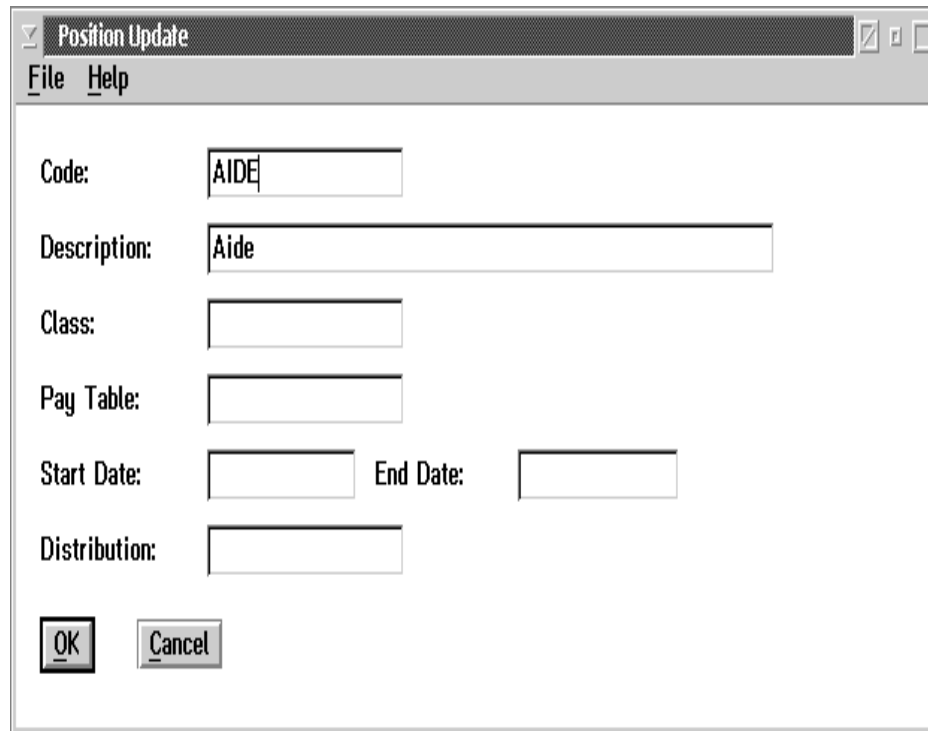 Position Update
File Help
Code: AIDE
Description: Aide
Class:
Pay Table:
Start Date: End Date:
Distribution:
OK Cancel